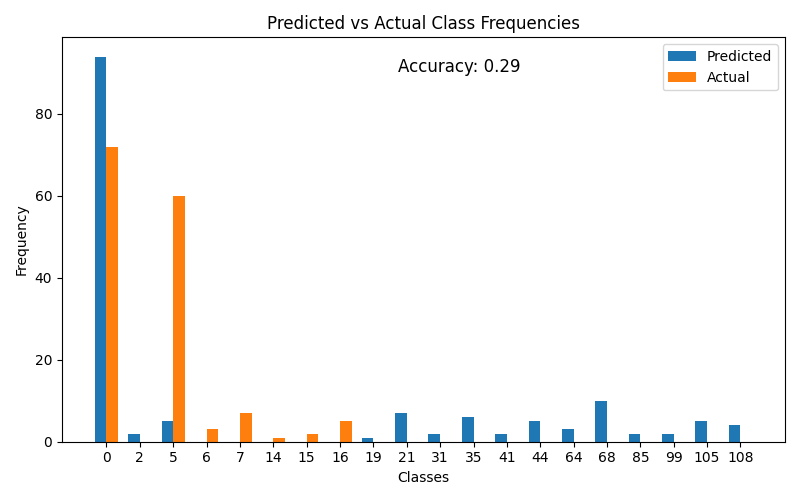 Predicted vs Actual Class Frequencies
Accuracy: 0.29
Predicted
Actual
Frequency
80
60
40
20
0
0 2 5 6 7 14 15 16 19 21 31 35 41 44 64 68 85 99 105 108
Classes